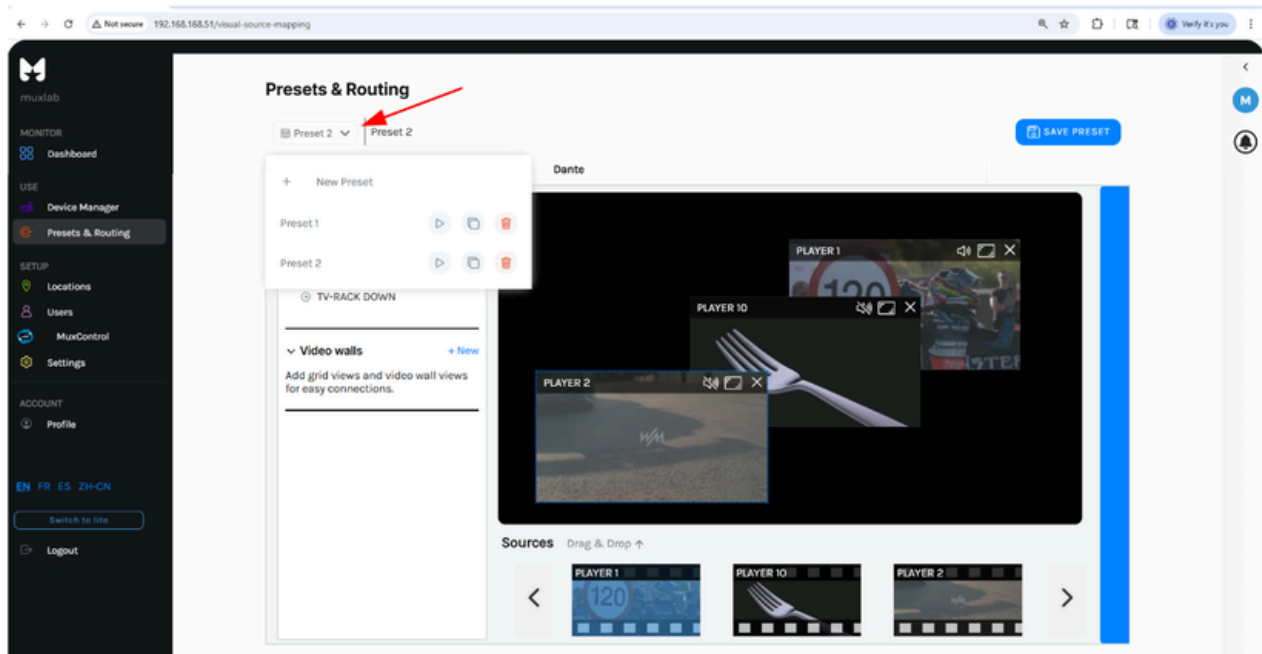 Not secure 192.168.168.51/visual-source-mapping
Verify it's you
muxlab
MONITOR
Dashboard
USE
Device Manager
Presets & Routing
SETUP
Locations
Users
MuxControl
Settings
ACCOUNT
Profile
EN FR ES ZH-CN
Switch to lite
Logout
Presets & Routing
Preset 2
Preset 2
SAVE PRESET
M
+ New Preset
Preset 1
Preset 2
Dante
TV-RACK DOWN
Video walls + New
Add grid views and video wall views
for easy connections.
PLAYER 1
120
PLAYER 10
PLAYER 2
W/M
Sources Drag & Drop ↑
PLAYER 1
120
PLAYER 10
PLAYER 2